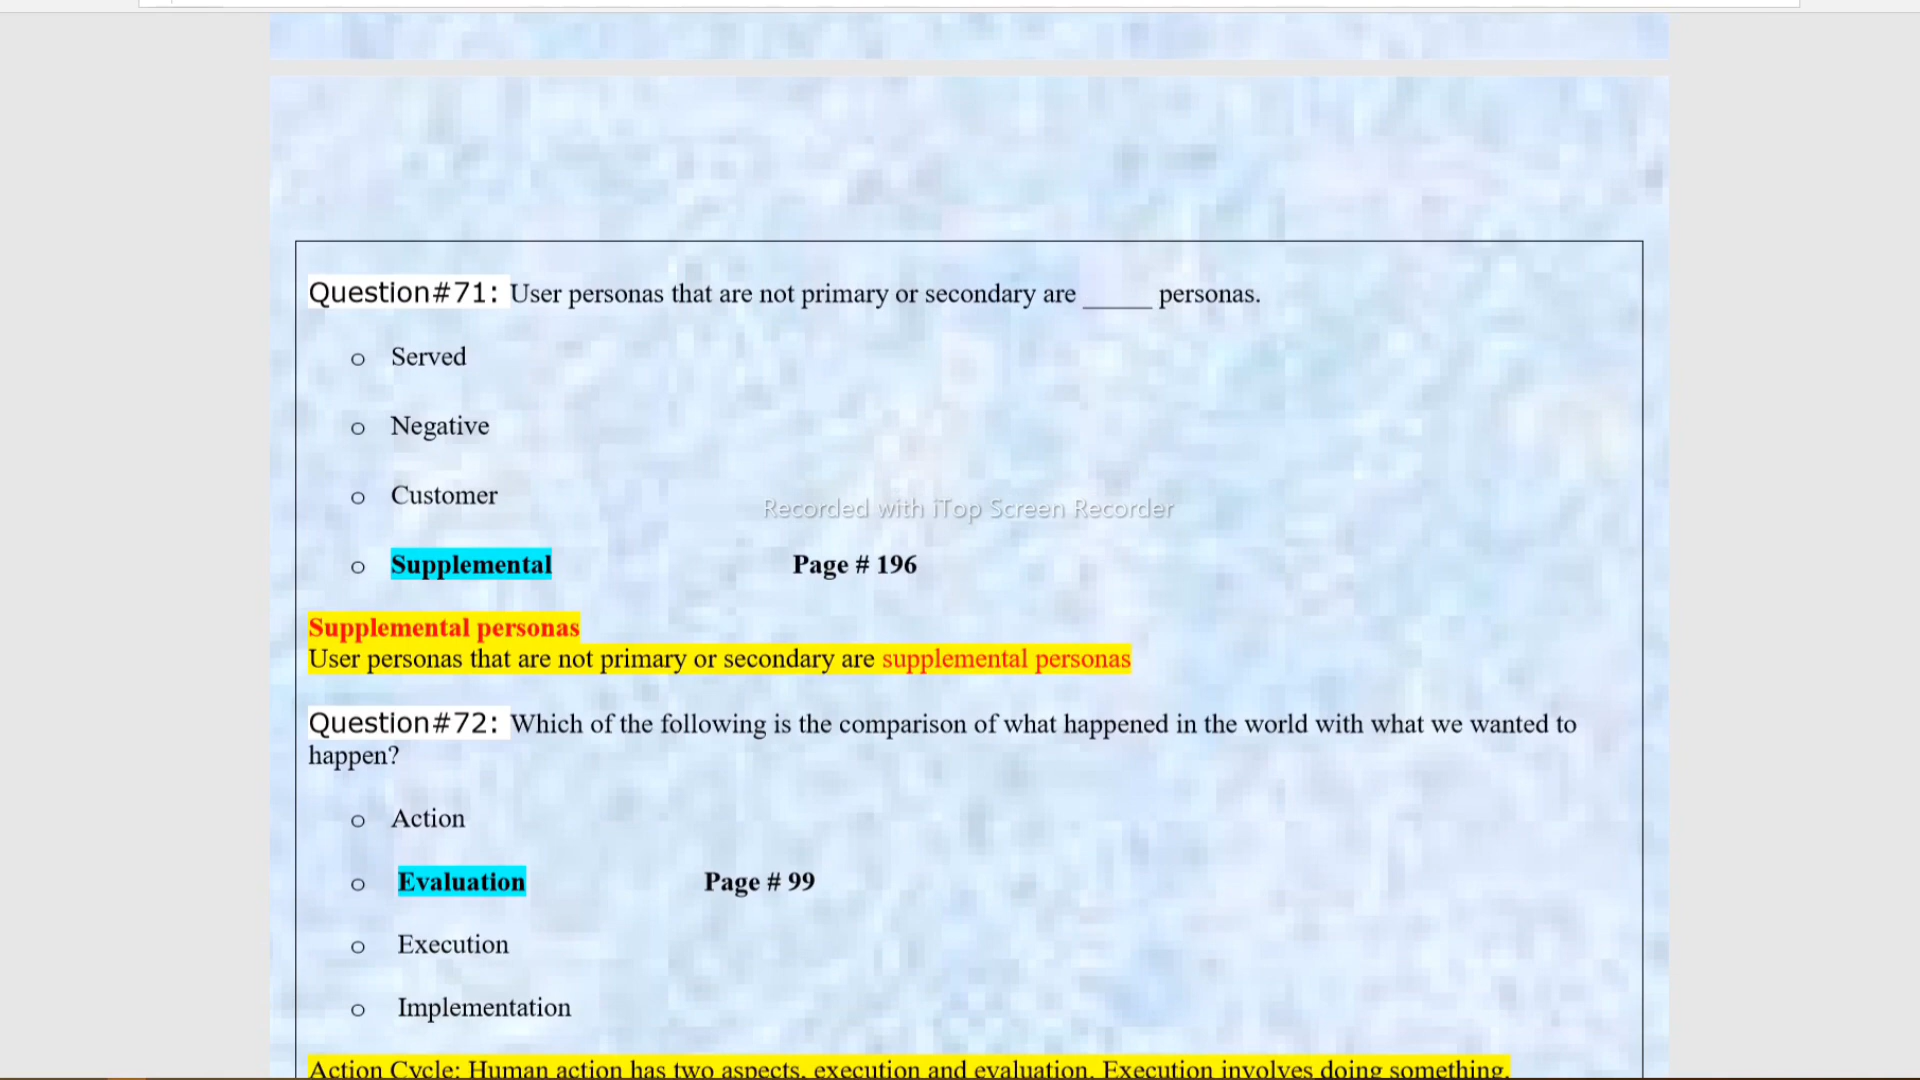 Question#71: User personas that are not primary or secondary are _____ personas.
o Served
o Negative
o Customer
Recorded with iTop Screen Recorder
o Supplemental Page # 196
Supplemental personas
User personas that are not primary or secondary are supplemental personas
Question#72: Which of the following is the comparison of what happened in the world with what we wanted to
happen?
o Action
o Evaluation Page # 99
o Execution
o Implementation
Action Cycle: Human action has two aspects, execution and evaluation. Execution involves doing something.